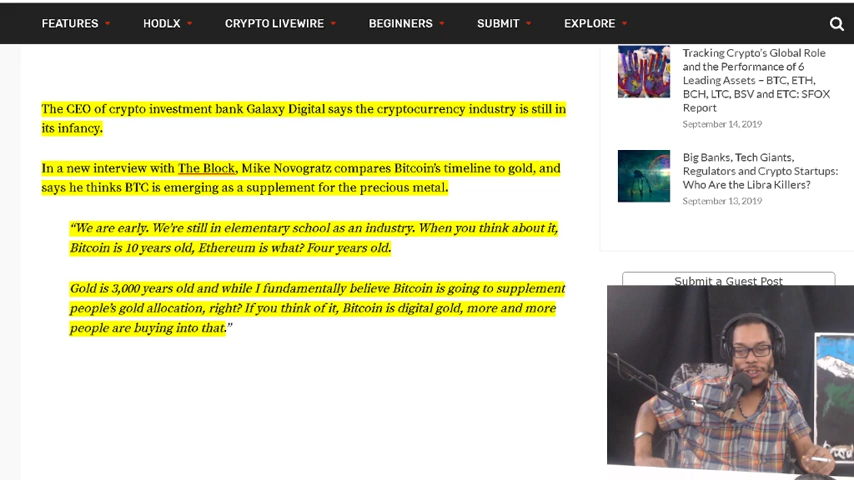 FEATURES HODLX CRYPTO LIVEWIRE BEGINNERS SUBMIT EXPLORE
The CEO of crypto investment bank Galaxy Digital says the cryptocurrency industry is still in
its infancy.
In a new interview with The Block, Mike Novogratz compares Bitcoin's timeline to gold, and
says he thinks BTC is emerging as a supplement for the precious metal.
"We are early. We're still in elementary school as an industry. When you think about it,
Bitcoin is 10 years old, Ethereum is what? Four years old.
Gold is 3,000 years old and while I fundamentally believe Bitcoin is going to supplement
people's gold allocation, right? If you think of it, Bitcoin is digital gold, more and more
people are buying into that."
Tracking Crypto's Global Role
and the Performance of 6
Leading Assets – BTC, ETH,
BCH, LTC, BSV and ETC: SFOX
Report
September 14, 2019
Big Banks, Tech Giants,
Regulators and Crypto Startups:
Who Are the Libra Killers?
September 13, 2019
Submit a Guest Post